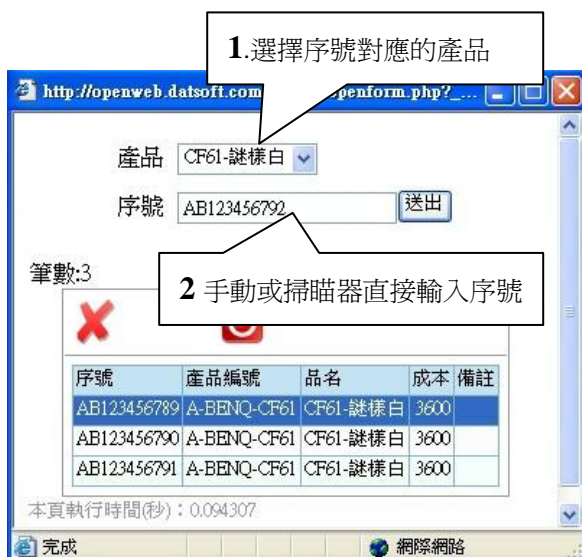 1.選擇序號對應的產品
http://openweb.datsoft.com penform.php?_...
產品 CF61-謎樣白
序號 AB123456792 送出
2 手動或掃瞄器直接輸入序號
筆數:3
序號 產品編號 品名 成本 備註
AB123456789 A-BENQ-CF61 CF61-謎樣白 3600
AB123456790 A-BENQ-CF61 CF61-謎樣白 3600
AB123456791 A-BENQ-CF61 CF61-謎樣白 3600
本頁執行時間(秒)：0.094307
完成 網際網路